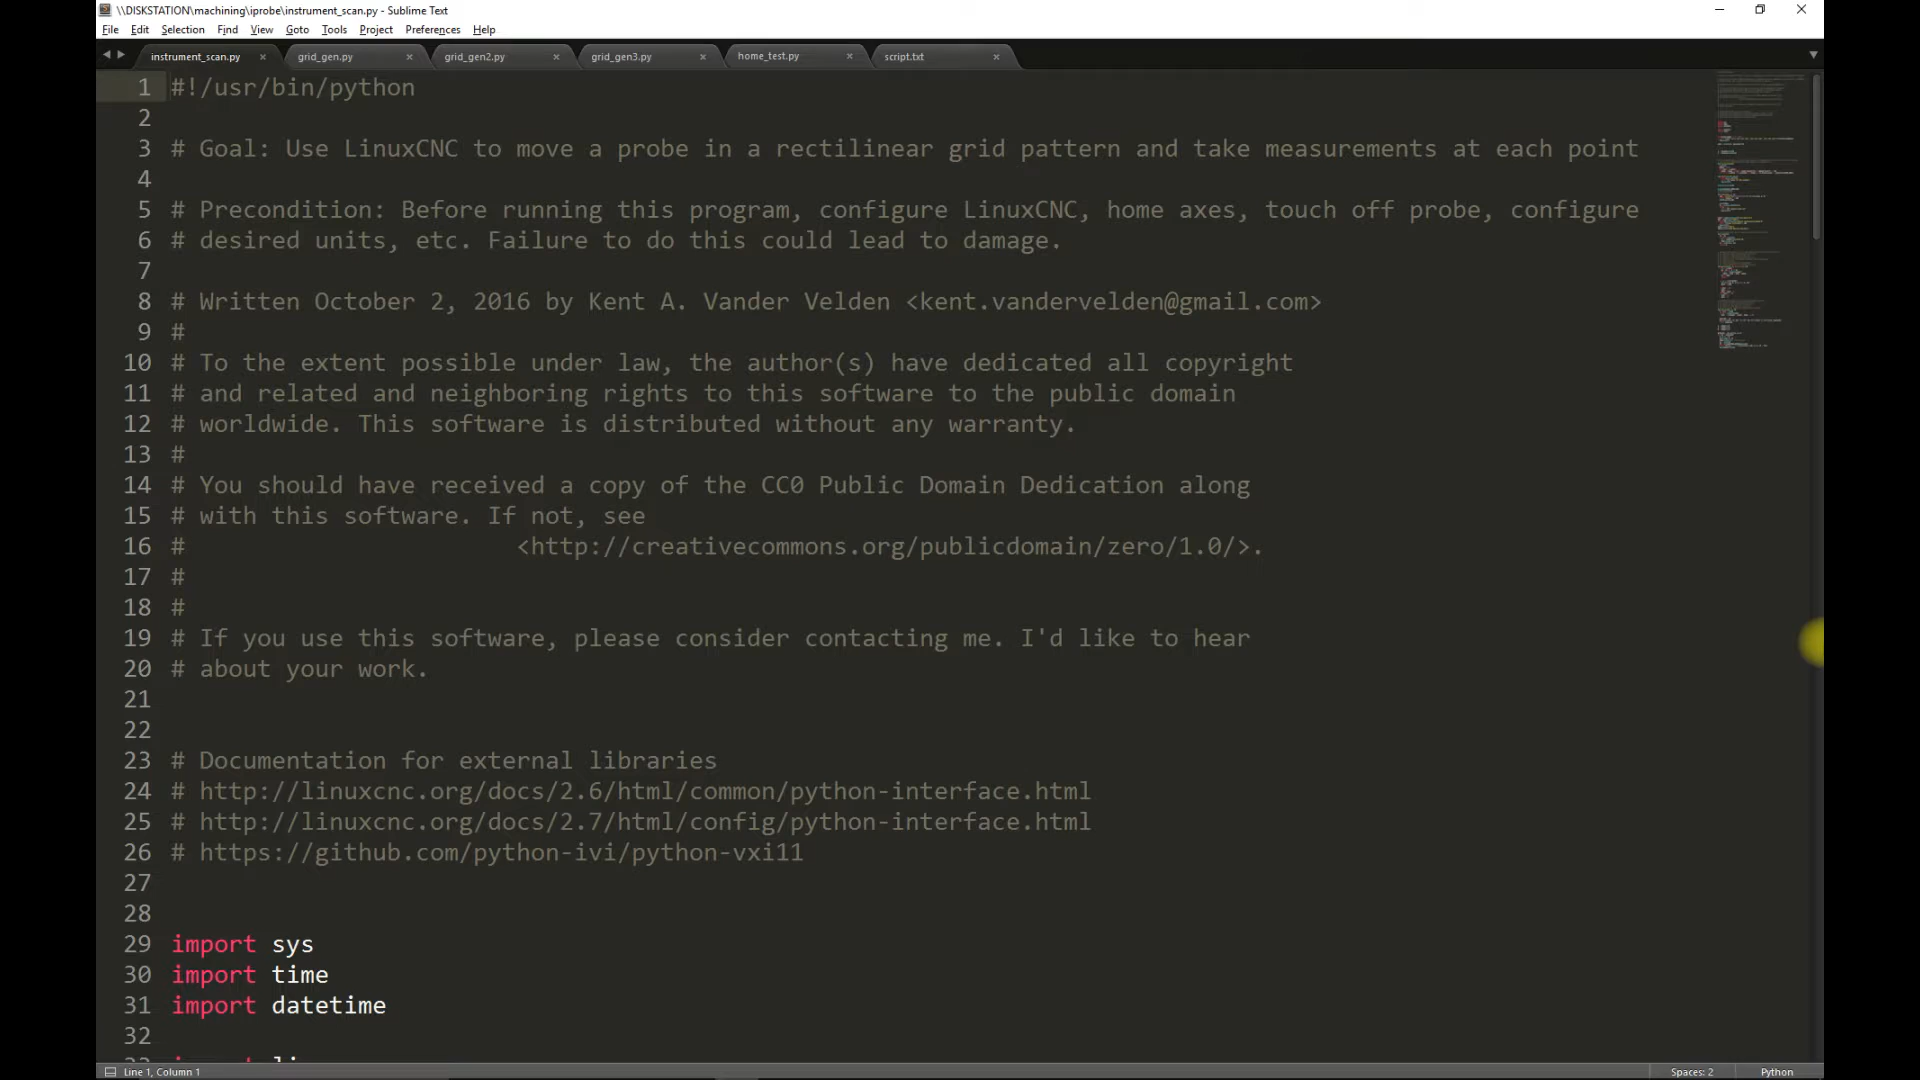 \\DISKSTATION\machining\iprobe\instrument_scan.py - Sublime Text
File Edit Selection Find View Goto Tools Project Preferences Help
instrument_scan.py grid_gen.py grid_gen2.py grid_gen3.py home_test.py script.txt
1 #!/usr/bin/python
2
3 # Goal: Use LinuxCNC to move a probe in a rectilinear grid pattern and take measurements at each point
4
5 # Precondition: Before running this program, configure LinuxCNC, home axes, touch off probe, configure
6 # desired units, etc. Failure to do this could lead to damage.
7
8 # Written October 2, 2016 by Kent A. Vander Velden <kent.vandervelden@gmail.com>
9 #
10 # To the extent possible under law, the author(s) have dedicated all copyright
11 # and related and neighboring rights to this software to the public domain
12 # worldwide. This software is distributed without any warranty.
13 #
14 # You should have received a copy of the CC0 Public Domain Dedication along
15 # with this software. If not, see
16 # <http://creativecommons.org/publicdomain/zero/1.0/>.
17 #
18 #
19 # If you use this software, please consider contacting me. I'd like to hear
20 # about your work.
21
22
23 # Documentation for external libraries
24 # http://linuxcnc.org/docs/2.6/html/common/python-interface.html
25 # http://linuxcnc.org/docs/2.7/html/config/python-interface.html
26 # https://github.com/python-ivi/python-vxi11
27
28
29 import sys
30 import time
31 import datetime
32
Line 1, Column 1 Spaces: 2 Python